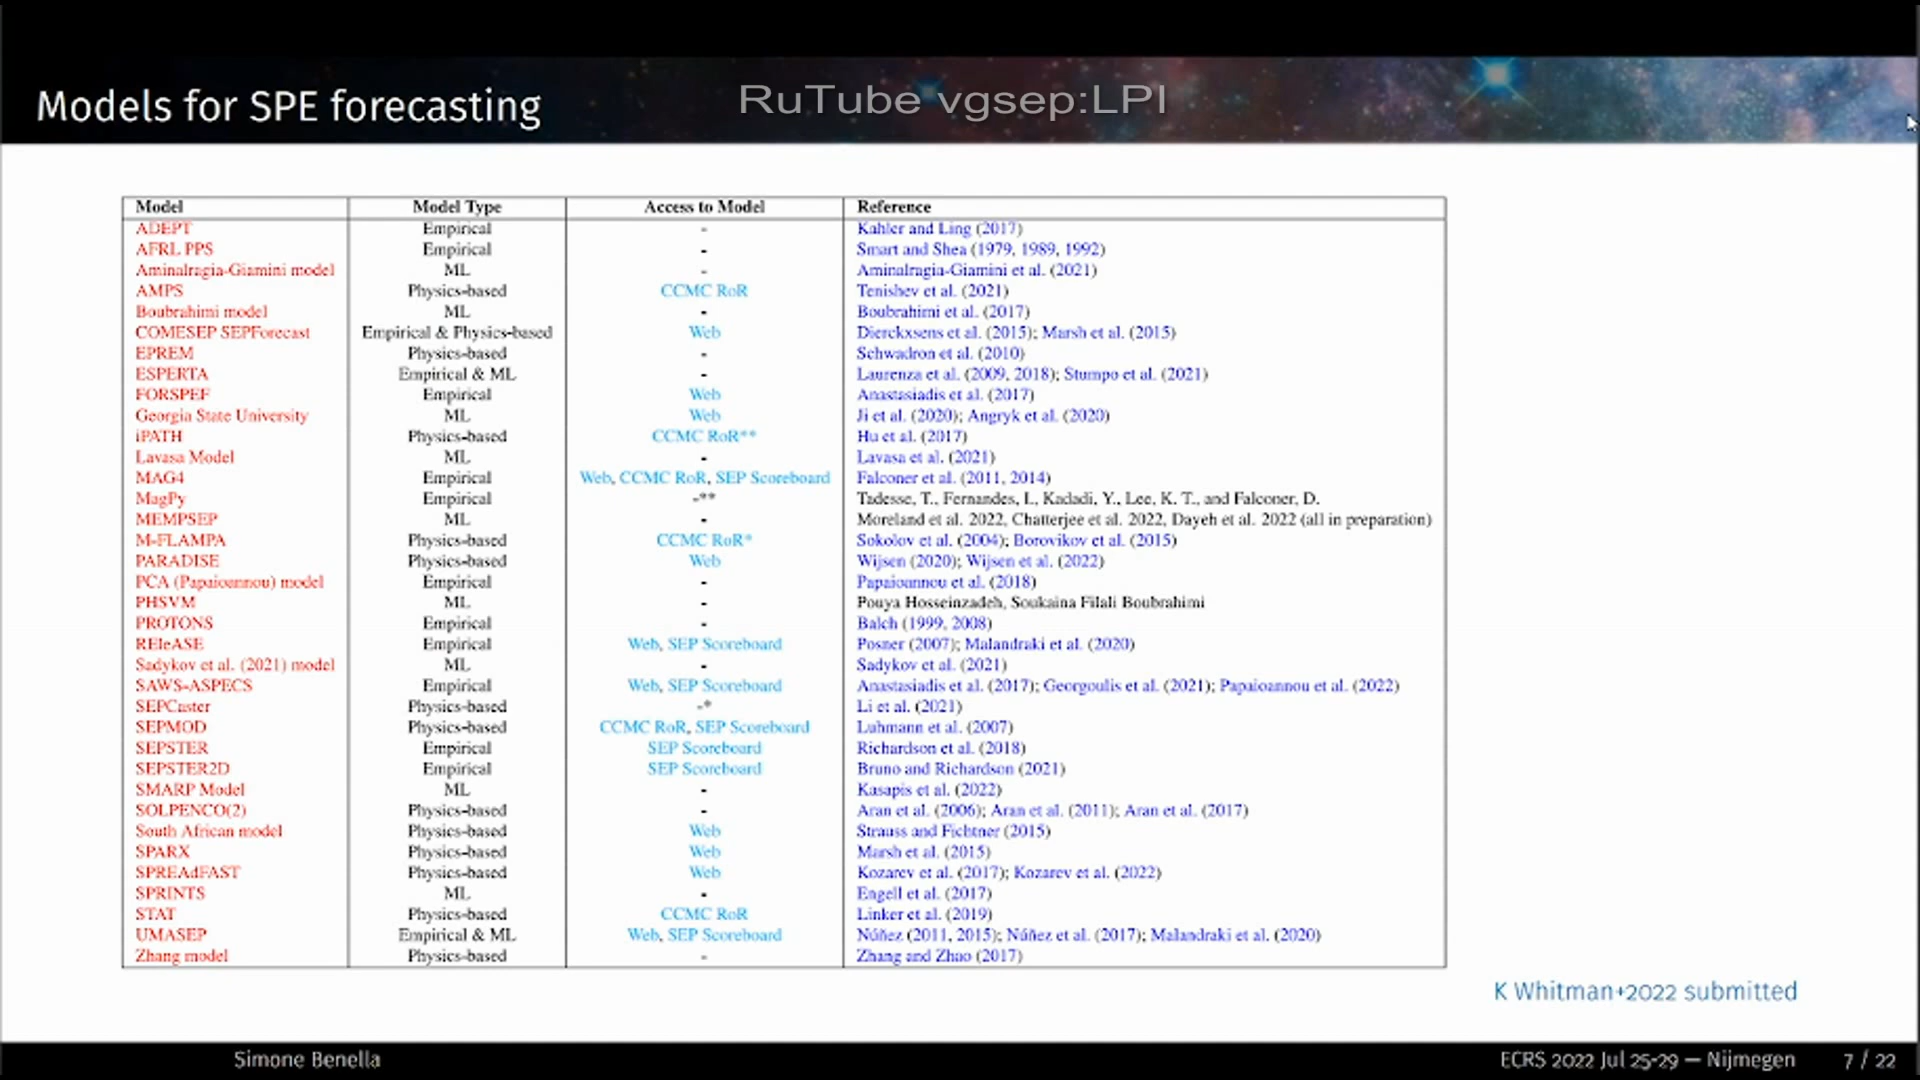 Models for SPE forecasting
RuTube vgsep:LPI
Model Model Type Access to Model Reference
ADEPT Empirical - Kahler and Ling (2017)
AFRL PPS Empirical - Smart and Shea (1979, 1989, 1992)
Aminalragia-Giamini model ML - Aminalragia-Giamini et al. (2021)
AMPS Physics-based CCMC RoR Tenishev et al. (2021)
Boubrahimi model ML - Boubrahimi et al. (2017)
COMESEP SEPForecast Empirical & Physics-based Web Dierckxsens et al. (2015); Marsh et al. (2015)
EPREM Physics-based - Schwadron et al. (2010)
ESPERTA Empirical & ML - Laurenza et al. (2009, 2018); Stumpo et al. (2021)
FORSPEF Empirical Web Anastasiadis et al. (2017)
Georgia State University ML Web Ji et al. (2020); Angryk et al. (2020)
iPATH Physics-based CCMC RoR** Hu et al. (2017)
Lavasa Model ML - Lavasa et al. (2021)
MAG4 Empirical Web, CCMC RoR, SEP Scoreboard Falconer et al. (2011, 2014)
MagPy Empirical -** Tadesse, T., Fernandes, I., Kadadi, Y., Lee, K. T., and Falconer, D.
MEMPSEP ML - Moreland et al. 2022, Chatterjee et al. 2022, Dayeh et al. 2022 (all in preparation)
M-FLAMPA Physics-based CCMC RoR* Sokolov et al. (2004); Borovikov et al. (2015)
PARADISE Physics-based Web Wijsen (2020); Wijsen et al. (2022)
PCA (Papaioannou) model Empirical - Papaioannou et al. (2018)
PHSVM ML - Pouya Hosseinzadeh, Soukaina Filali Boubrahimi
PROTONS Empirical - Balch (1999, 2008)
REleASE Empirical Web, SEP Scoreboard Posner (2007); Malandraki et al. (2020)
Sadykov et al. (2021) model ML - Sadykov et al. (2021)
SAWS-ASPECS Empirical Web, SEP Scoreboard Anastasiadis et al. (2017); Georgoulis et al. (2021); Papaioannou et al. (2022)
SEPCaster Physics-based -* Li et al. (2021)
SEPMOD Physics-based CCMC RoR, SEP Scoreboard Luhmann et al. (2007)
SEPSTER Empirical SEP Scoreboard Richardson et al. (2018)
SEPSTER2D Empirical SEP Scoreboard Bruno and Richardson (2021)
SMARP Model ML - Kasapis et al. (2022)
SOLPENCO(2) Physics-based - Aran et al. (2006); Aran et al. (2011); Aran et al. (2017)
South African model Physics-based Web Strauss and Fichtner (2015)
SPARX Physics-based Web Marsh et al. (2015)
SPREAdFAST Physics-based Web Kozarev et al. (2017); Kozarev et al. (2022)
SPRINTS ML - Engell et al. (2017)
STAT Physics-based CCMC RoR Linker et al. (2019)
UMASEP Empirical & ML Web, SEP Scoreboard Núñez (2011, 2015); Núñez et al. (2017); Malandraki et al. (2020)
Zhang model Physics-based - Zhang and Zhao (2017)
K Whitman+2022 submitted
Simone Benella ECRS 2022 Jul 25-29 — Nijmegen 7 / 22